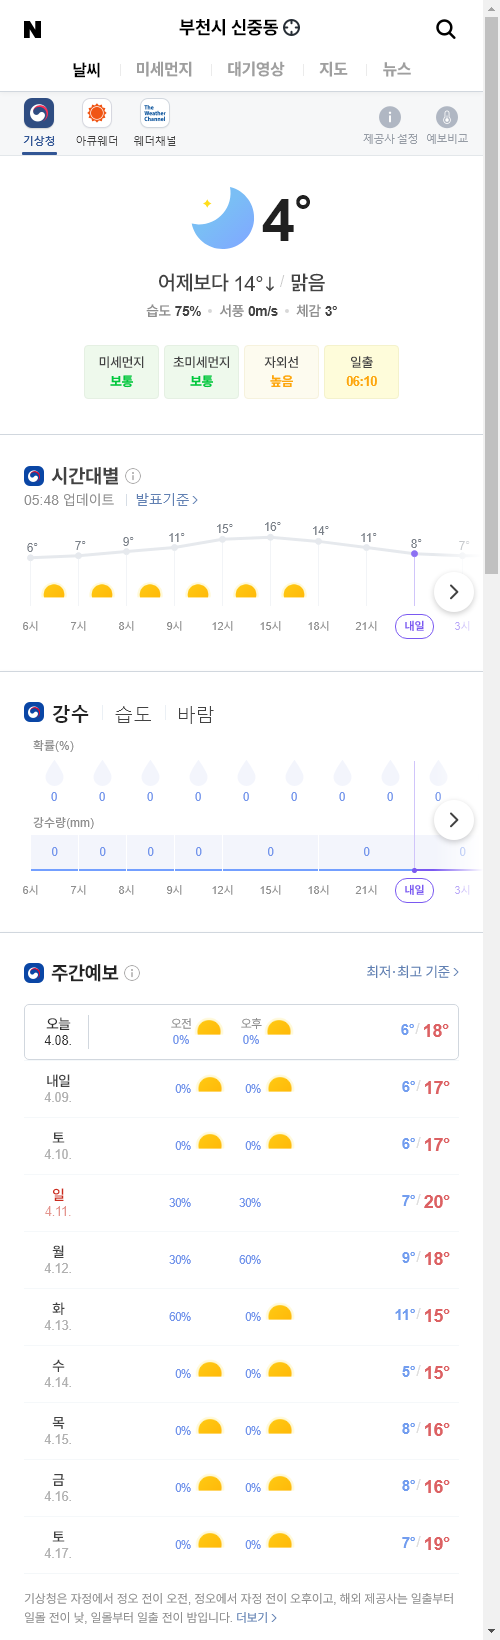 N
부천시 신중동
날씨 미세먼지 대기영상 지도 뉴스
The Weather Channel
기상청 아큐웨더 웨더채널 제공사 설정 예보비교
4°
어제보다 14°↓ / 맑음
습도 75% 서풍 0m/s 체감 3°
미세먼지 초미세먼지 자외선 일출
보통 보통 높음 06:10
시간대별
05:48 업데이트 발표기준 >
6° 7° 9° 11° 15° 16° 14° 11° 8° 7°
6시 7시 8시 9시 12시 15시 18시 21시 내일 3시
강수 습도 바람
확률(%)
0 0 0 0 0 0 0 0 0
강수량(mm)
0 0 0 0 0 0 0
6시 7시 8시 9시 12시 15시 18시 21시 내일 3시
주간예보 최저·최고 기준 >
오늘 오전 오후 6°/ 18°
4.08. 0% 0%
내일 0% 0% 6°/ 17°
4.09.
토 0% 0% 6°/ 17°
4.10.
일 30% 30% 7°/ 20°
4.11.
월 30% 60% 9°/ 18°
4.12.
화 60% 0% 11°/ 15°
4.13.
수 0% 0% 5°/ 15°
4.14.
목 0% 0% 8°/ 16°
4.15.
금 0% 0% 8°/ 16°
4.16.
토 0% 0% 7°/ 19°
4.17.
기상청은 자정에서 정오 전이 오전, 정오에서 자정 전이 오후이고, 해외 제공사는 일출부터
일몰 전이 낮, 일몰부터 일출 전이 밤입니다. 더보기 >